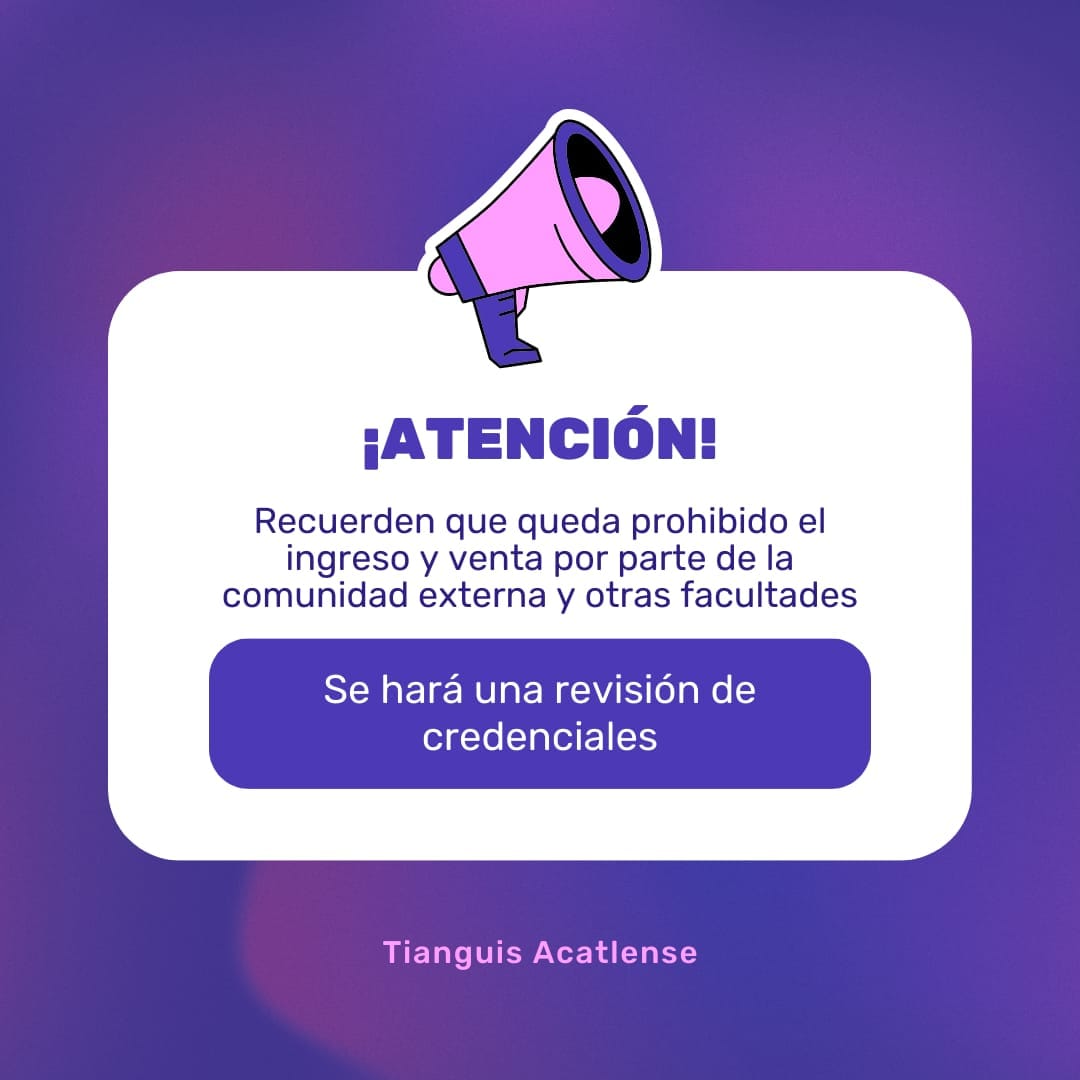 ¡ATENCIÓN!
Recuerden que queda prohibido el
ingreso y venta por parte de la
comunidad externa y otras facultades
Se hará una revisión de
credenciales
Tianguis Acatlense